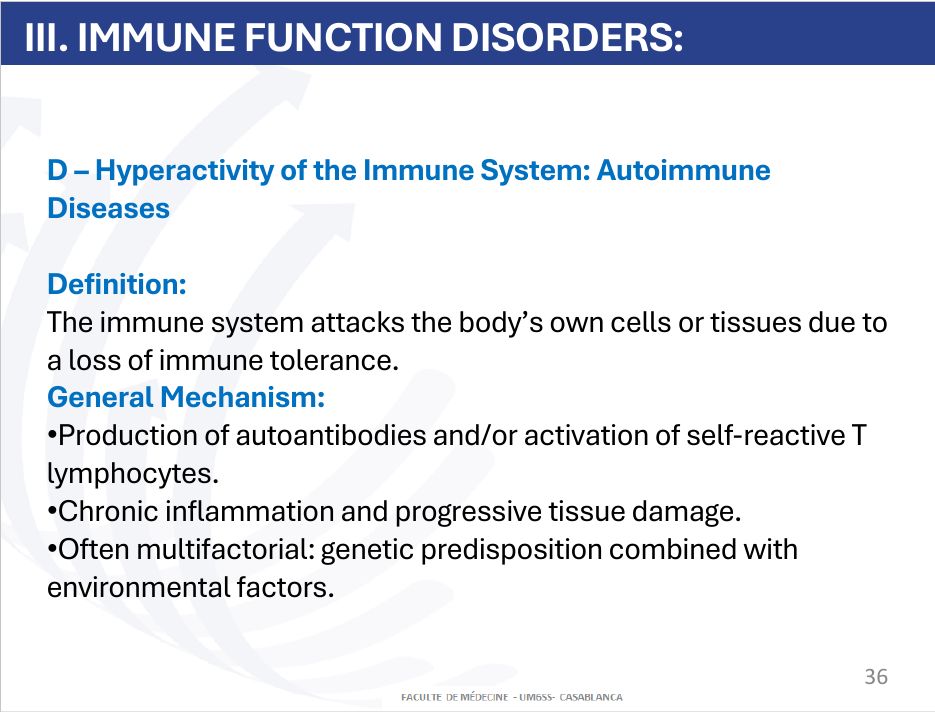 III. IMMUNE FUNCTION DISORDERS:
D – Hyperactivity of the Immune System: Autoimmune
Diseases
Definition:
The immune system attacks the body’s own cells or tissues due to
a loss of immune tolerance.
General Mechanism:
•Production of autoantibodies and/or activation of self-reactive T
lymphocytes.
•Chronic inflammation and progressive tissue damage.
•Often multifactorial: genetic predisposition combined with
environmental factors.
36
FACULTE DE MÉDECINE - UM6SS- CASABLANCA